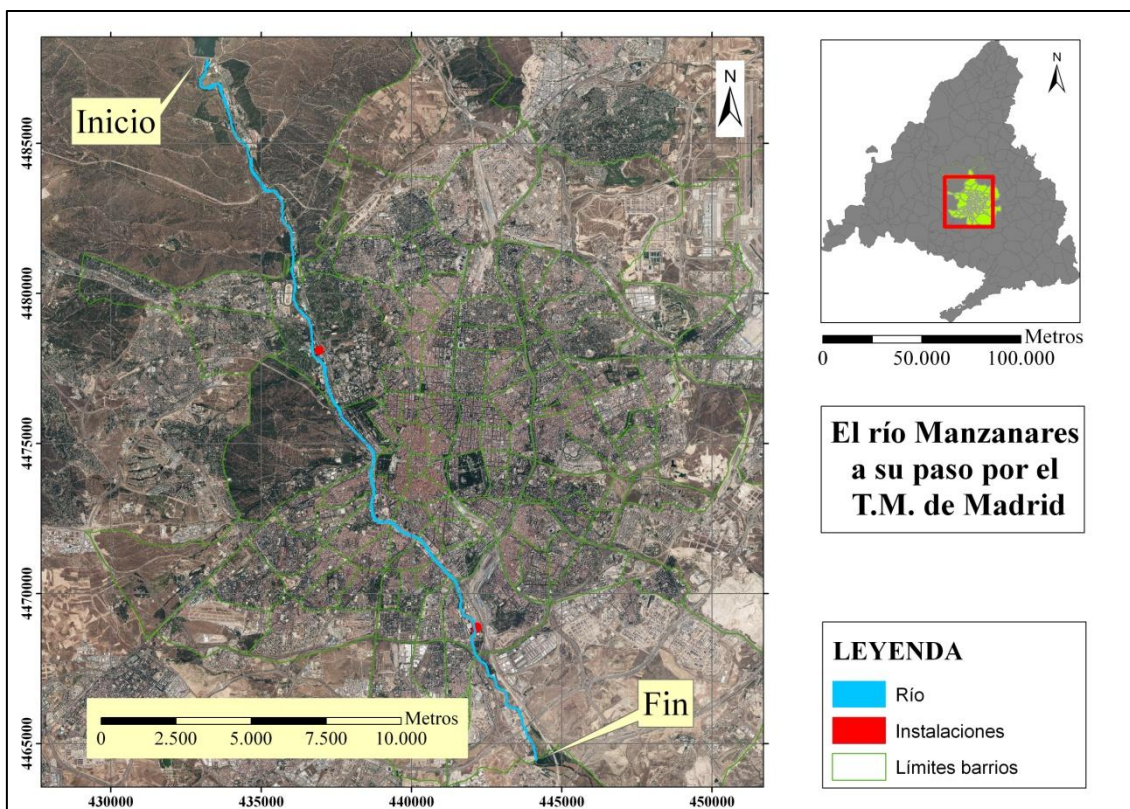 N
Inicio
Fin
Metros
0 2.500 5.000 7.500 10.000
4485000
4480000
4475000
4470000
4465000
430000 435000 440000 445000 450000
N
Metros
0 50.000 100.000
El río Manzanares
a su paso por el
T.M. de Madrid
LEYENDA
Río
Instalaciones
Límites barrios